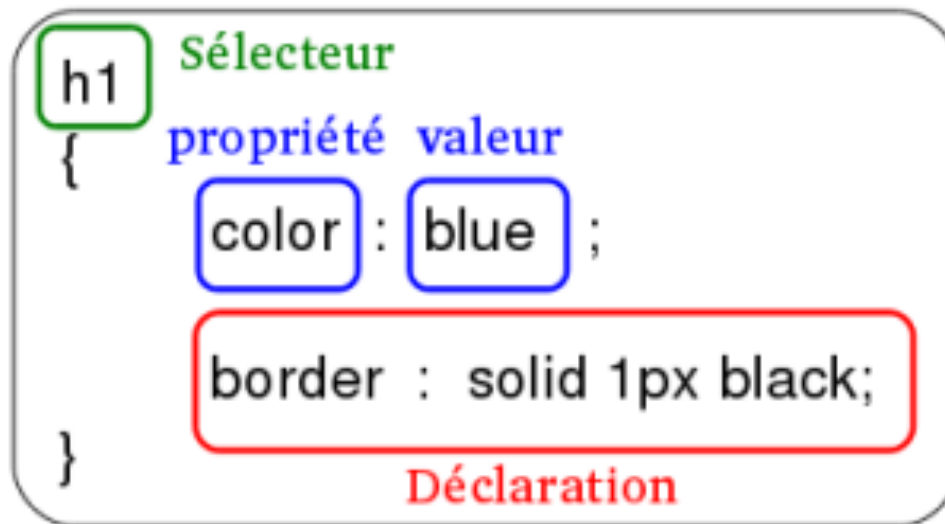 h1 Sélecteur
{ propriété valeur
color : blue ;
border : solid 1px black;
}
Déclaration